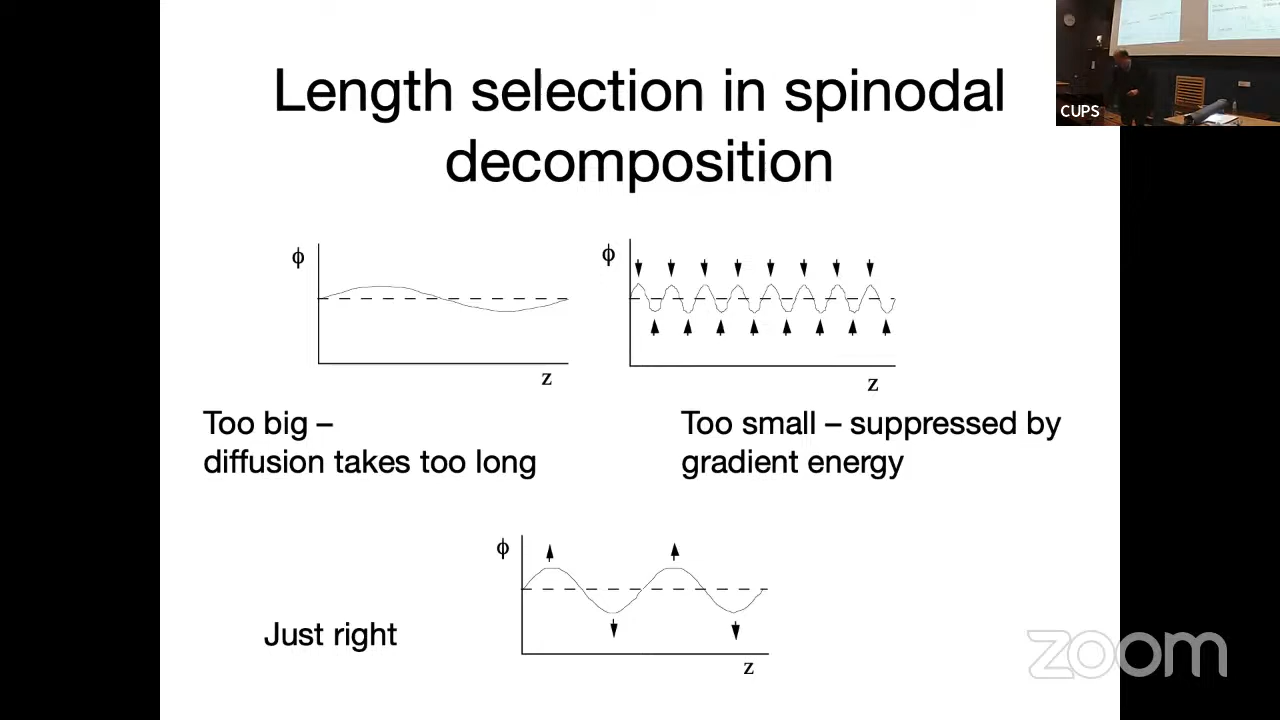 CUPS
Length selection in spinodal
decomposition
ϕ
z
ϕ
z
Too big –
diffusion takes too long
Too small – suppressed by
gradient energy
ϕ
z
Just right
zoom